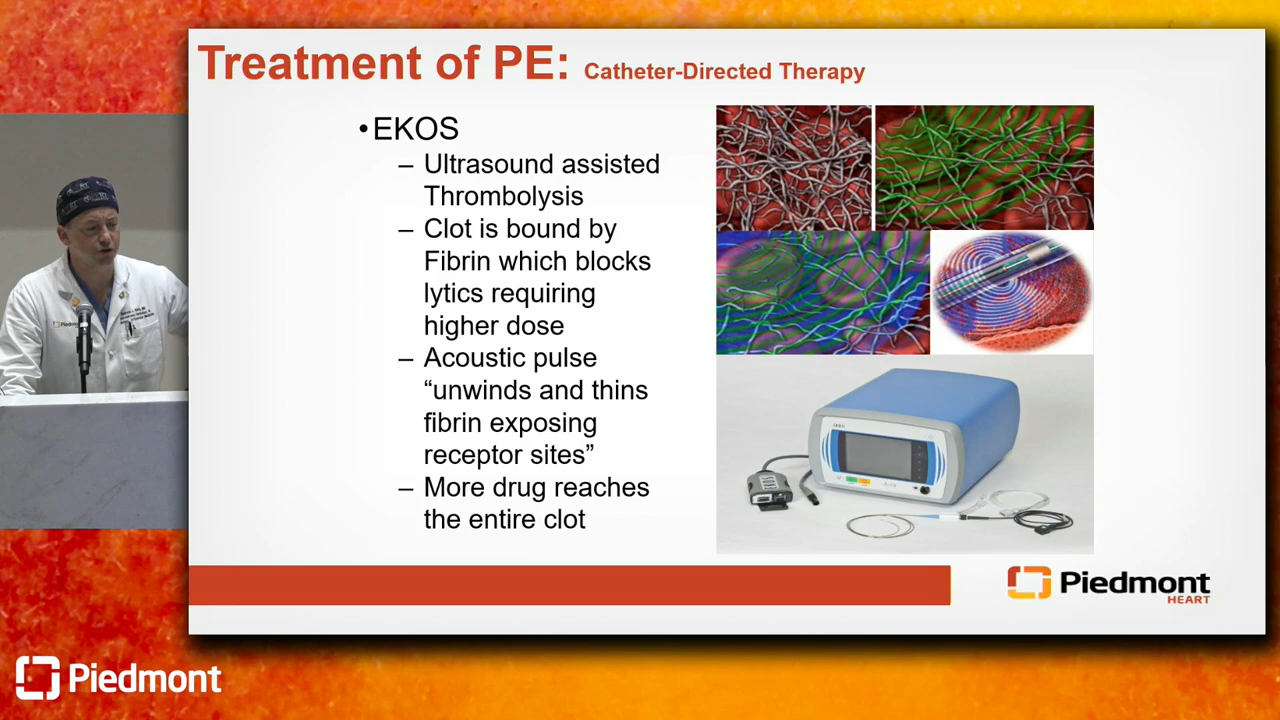 Treatment of PE: Catheter-Directed Therapy
•EKOS
– Ultrasound assisted
Thrombolysis
– Clot is bound by
Fibrin which blocks
lytics requiring
higher dose
– Acoustic pulse
“unwinds and thins
fibrin exposing
receptor sites”
– More drug reaches
the entire clot
Piedmont
HEART
Piedmont
Piedmont